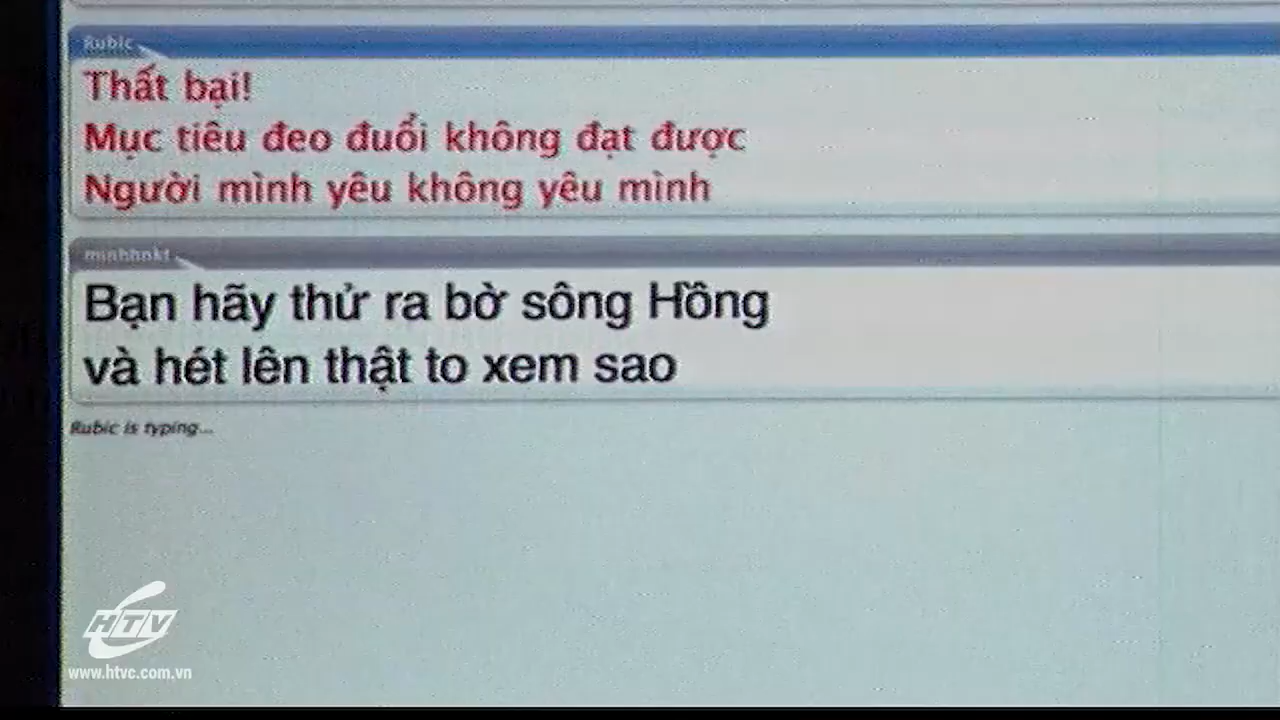 Rubic
Thất bại!
Mục tiêu đeo đuổi không đạt được
Người mình yêu không yêu mình
minhhnkt
Bạn hãy thử ra bờ sông Hồng
và hét lên thật to xem sao
Rubic is typing...
HTV
www.htvc.com.vn